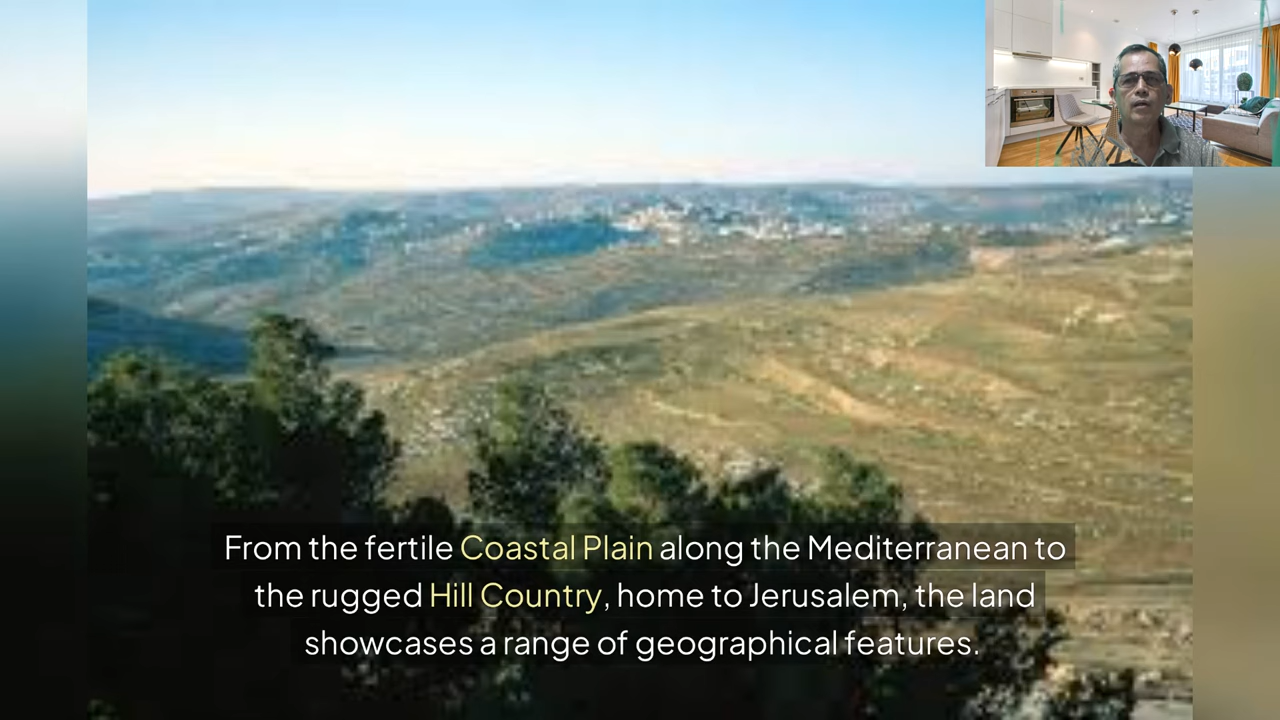 From the fertile Coastal Plain along the Mediterranean to
the rugged Hill Country, home to Jerusalem, the land
showcases a range of geographical features.